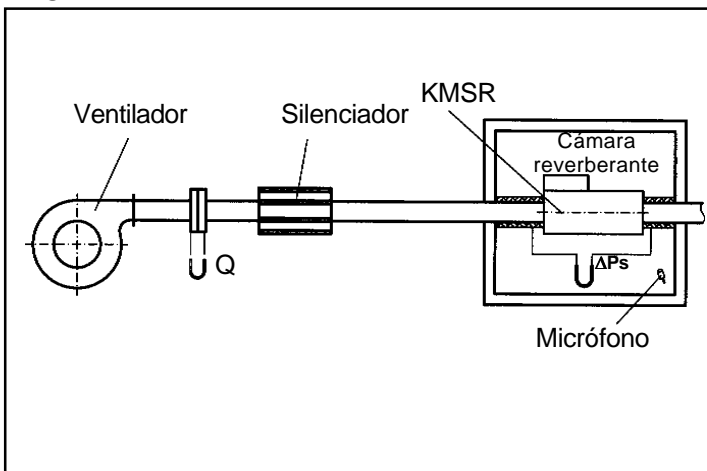 KMSR
Ventilador
Silenciador
Cámara
reverberante
Q
ΔPs
Micrófono